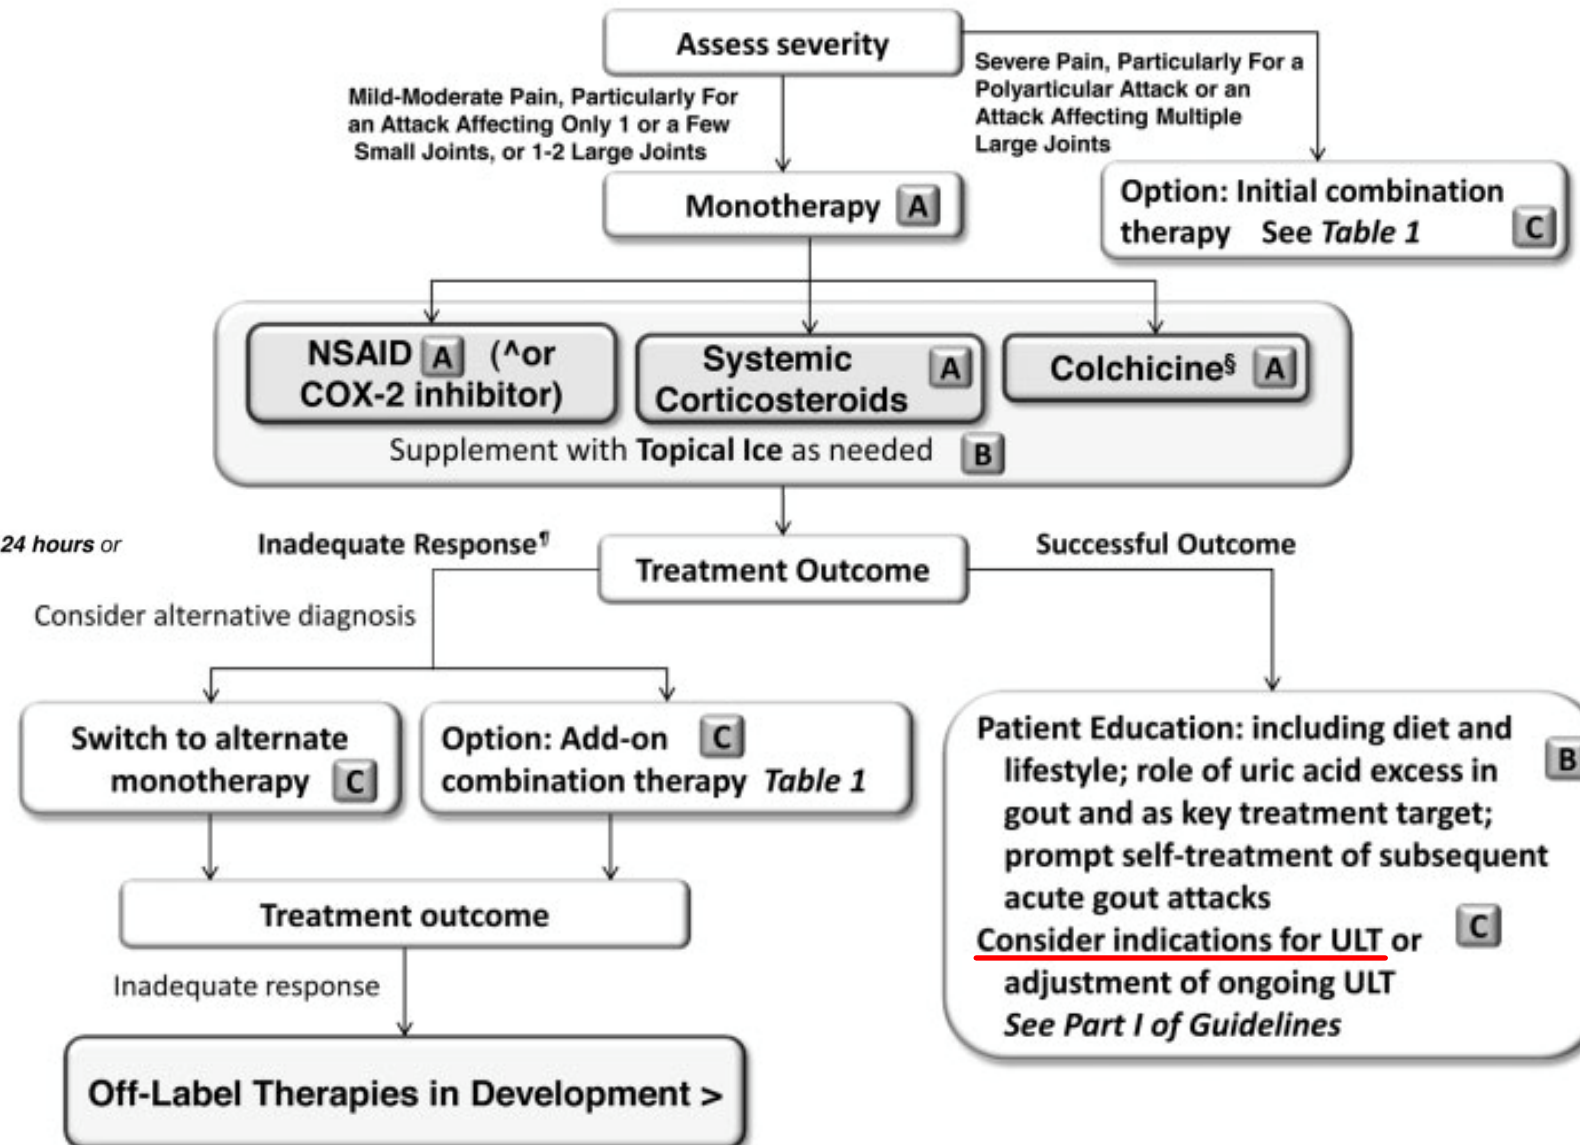 Assess severity
Mild-Moderate Pain, Particularly For
an Attack Affecting Only 1 or a Few
Small Joints, or 1-2 Large Joints
Severe Pain, Particularly For a
Polyarticular Attack or an
Attack Affecting Multiple
Large Joints
Monotherapy A
Option: Initial combination
therapy See Table 1 C
NSAID A (^or
COX-2 inhibitor)
Systemic A
Corticosteroids
Colchicine§ A
Supplement with Topical Ice as needed B
24 hours or
Inadequate Response¶
Treatment Outcome
Successful Outcome
Consider alternative diagnosis
Switch to alternate
monotherapy C
Option: Add-on C
combination therapy Table 1
Treatment outcome
Inadequate response
Off-Label Therapies in Development >
Patient Education: including diet and
lifestyle; role of uric acid excess in B
gout and as key treatment target;
prompt self-treatment of subsequent
acute gout attacks
Consider indications for ULT or C
adjustment of ongoing ULT
See Part I of Guidelines